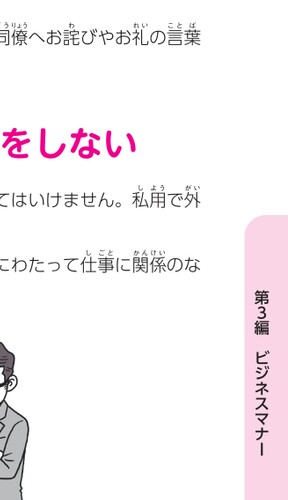 同僚へお詫びやお礼の言葉
をしない
てはいけません。私用で外
にわたって仕事に関係のな
第3編 ビジネスマナー